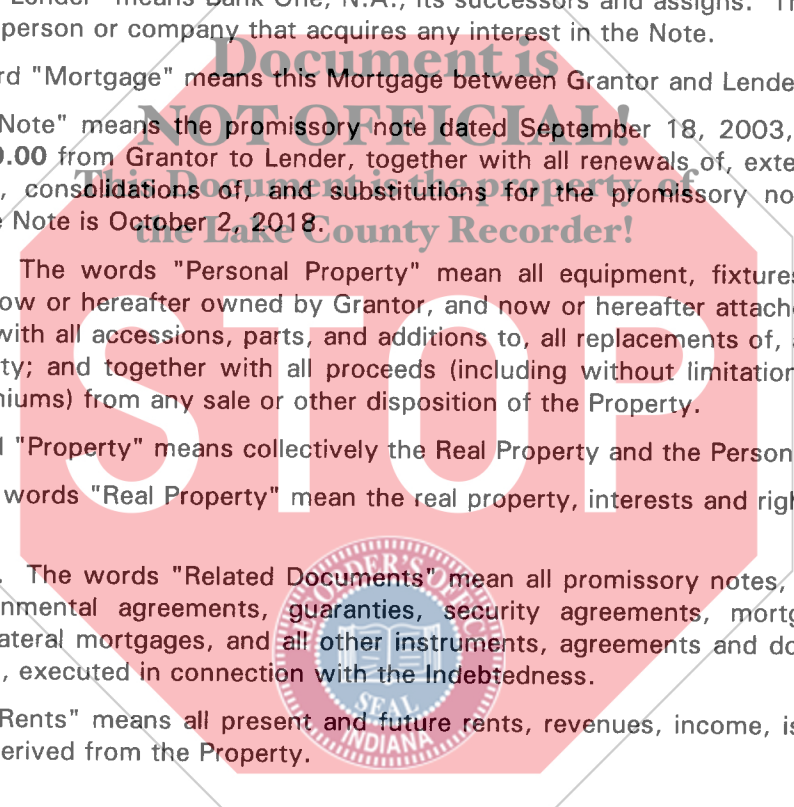 Lender" means Bank One, N.A., its successors and assigns.
person or company that acquires any interest in the Note.
Document is
rd "Mortgage" means this Mortgage between Grantor and Lende
NOT OFFICIAL!
Note" means the promissory note dated September 18, 2003,
0.00 from Grantor to Lender, together with all renewals of, exte
This Document is the property of
, consolidations of, and substitutions for the promissory no
e Note is October 2, 2018.
the Lake County Recorder!
The words "Personal Property" mean all equipment, fixtures
ow or hereafter owned by Grantor, and now or hereafter attach
with all accessions, parts, and additions to, all replacements of,
ty; and together with all proceeds (including without limitation
niums) from any sale or other disposition of the Property.
STOP
"Property" means collectively the Real Property and the Person
words "Real Property" mean the real property, interests and righ
. The words "Related Documents" mean all promissory notes,
nmental agreements, guaranties, security agreements, mortg
ateral mortgages, and all other instruments, agreements and do
, executed in connection with the Indebtedness.
RECORDER'S OFFICE
SEAL
INDIANA
Rents" means all present and future rents, revenues, income, is
erived from the Property.